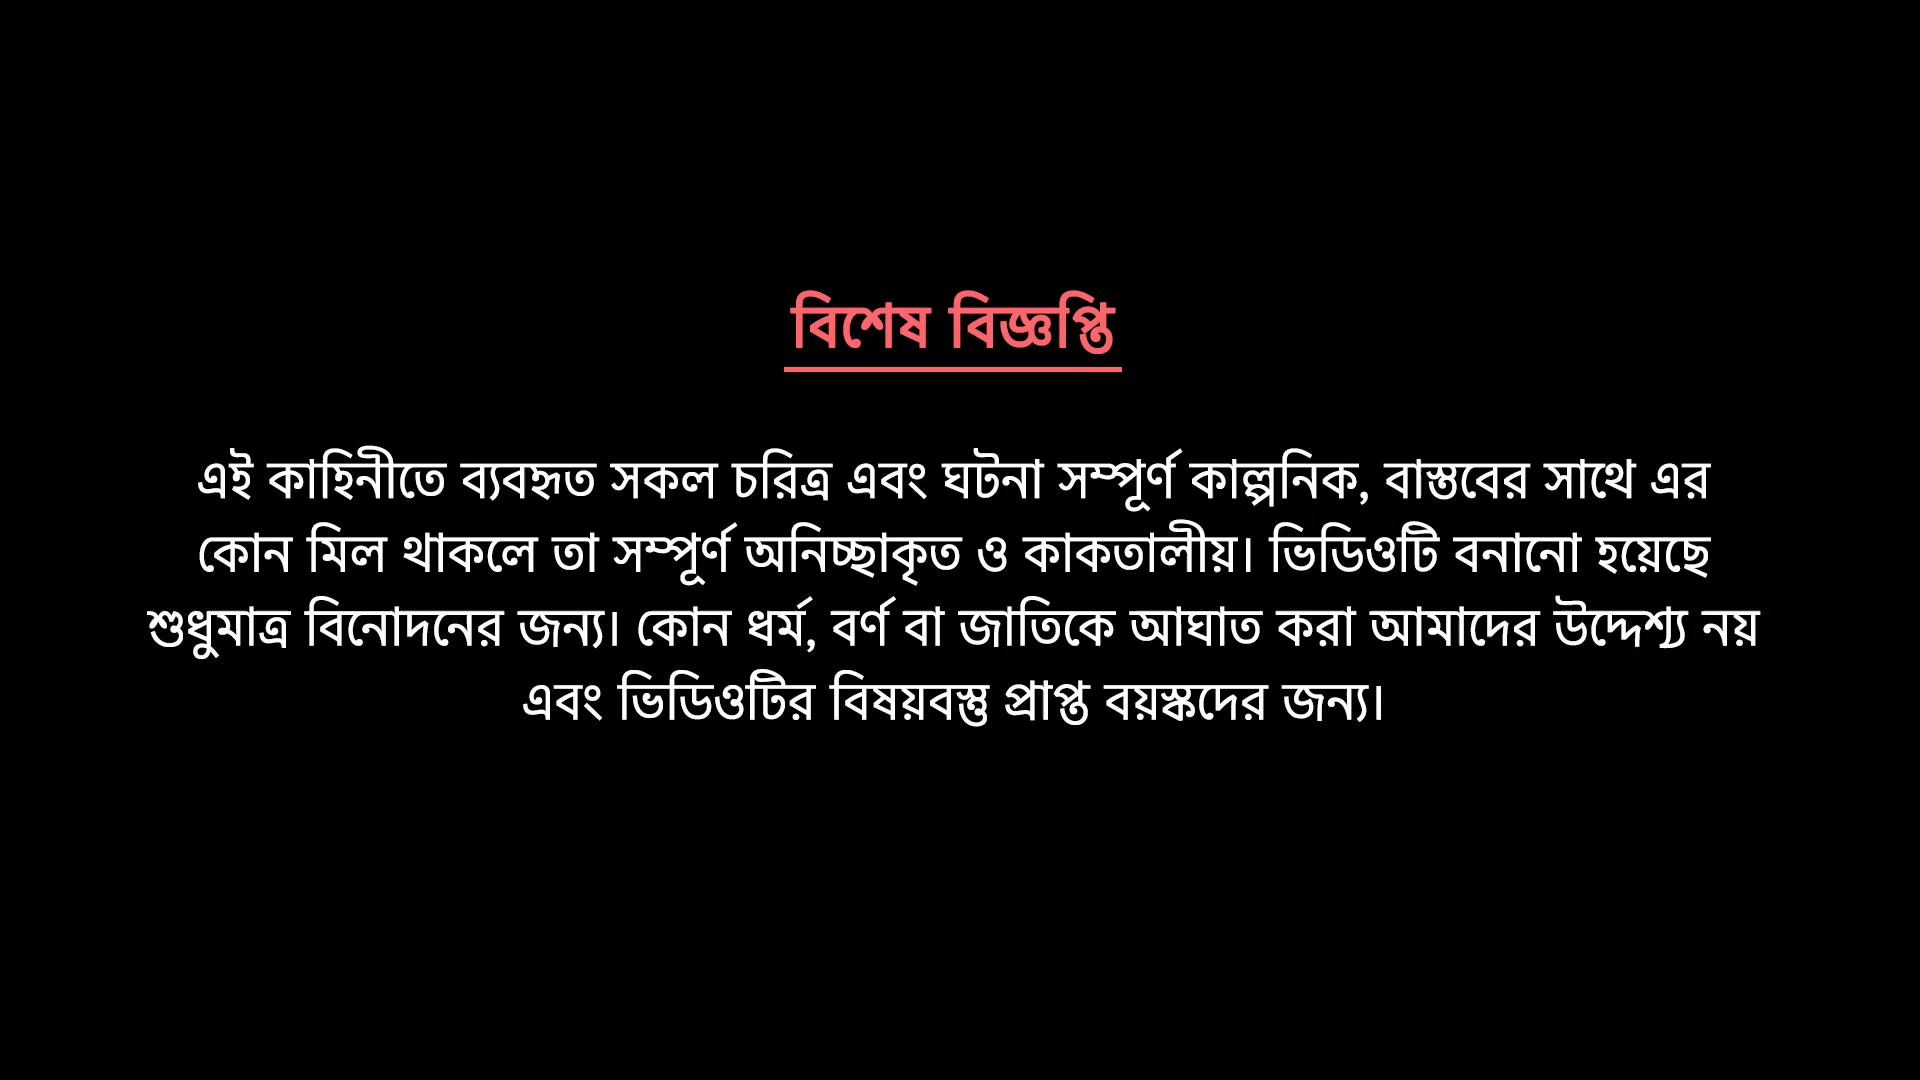 বিশেষ বিজ্ঞপ্তি
এই কাহিনীতে ব্যবহৃত সকল চরিত্র এবং ঘটনা সম্পূর্ণ কাল্পনিক, বাস্তবের সাথে এর
কোন মিল থাকলে তা সম্পূর্ণ অনিচ্ছাকৃত ও কাকতালীয়। ভিডিওটি বনানো হয়েছে
শুধুমাত্র বিনোদনের জন্য। কোন ধর্ম, বর্ণ বা জাতিকে আঘাত করা আমাদের উদ্দেশ্য নয়
এবং ভিডিওটির বিষয়বস্তু প্রাপ্ত বয়স্কদের জন্য।